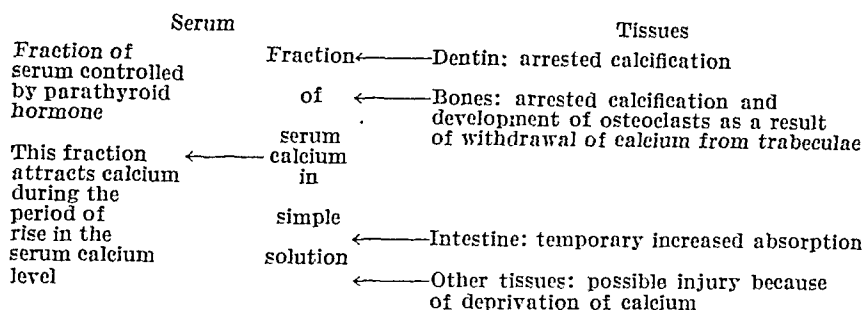 Serum
Tissues
Fraction of
serum controlled
by parathyroid
hormone
This fraction
attracts calcium
during the
period of
rise in the
serum calcium
level
Fraction
of
serum
calcium
in
simple
solution
Dentin: arrested calcification
Bones: arrested calcification and
development of osteoclasts as a result
of withdrawal of calcium from trabeculae
Intestine: temporary increased absorption
Other tissues: possible injury because
of deprivation of calcium